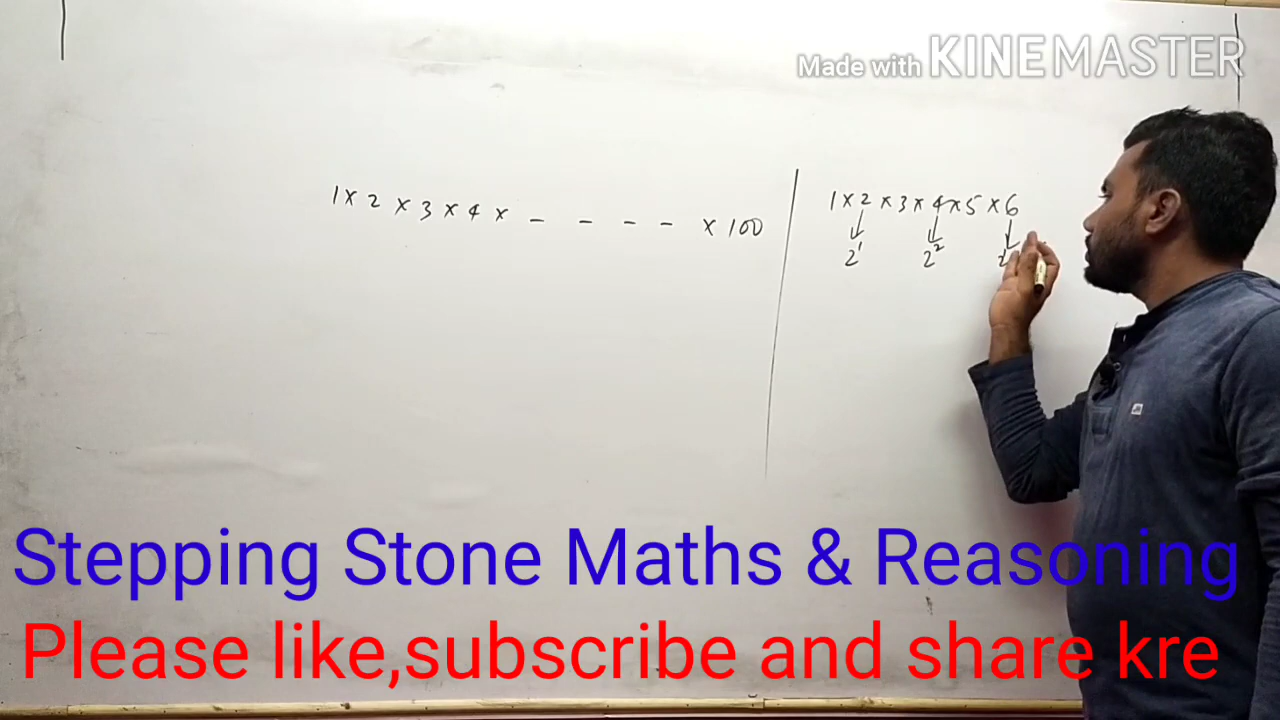 Made with KINEMASTER
1 x 2 x 3 x 4 x - - - - x 100
1 x 2 x 3 x 4 x 5 x 6
2¹ 2²
Stepping Stone Maths & Reasoning
Please like,subscribe and share kre